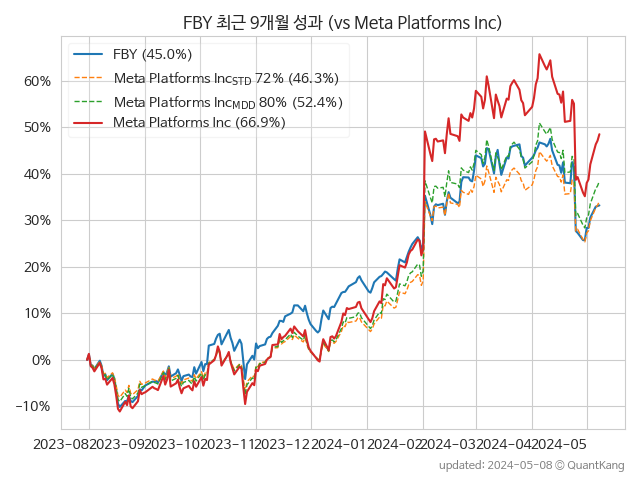 FBY 최근 9개월 성과 (vs Meta Platforms Inc)
FBY (45.0%)
Meta Platforms IncSTD 72% (46.3%)
Meta Platforms IncMDD 80% (52.4%)
Meta Platforms Inc (66.9%)
60%
50%
40%
30%
20%
10%
0%
−10%
2023−08 2023−09 2023−10 2023−11 2023−12 2024−01 2024−02 2024−03 2024−04 2024−05
updated: 2024-05-08 © QuantKang